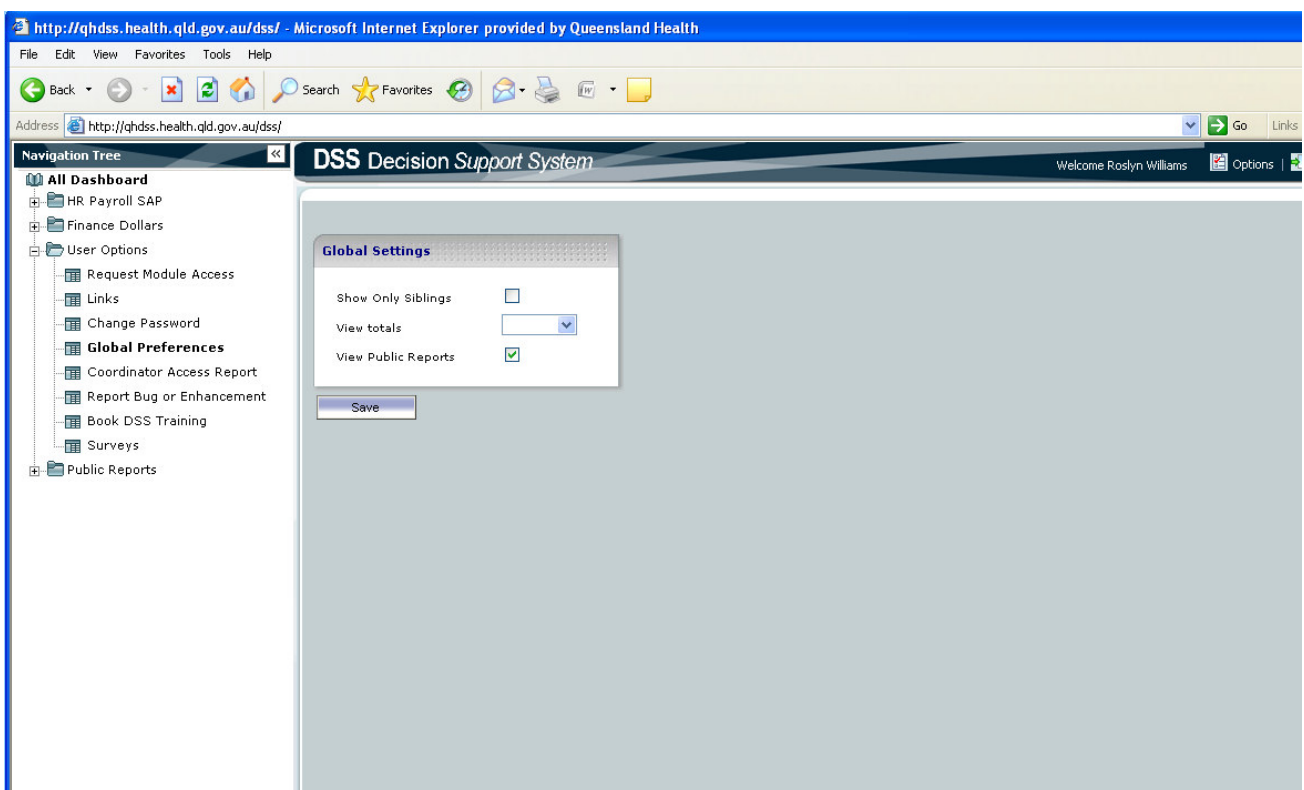 http://qhdss.health.qld.gov.au/dss/ - Microsoft Internet Explorer provided by Queensland Health
File Edit View Favorites Tools Help
Back Search Favorites
Address http://qhdss.health.qld.gov.au/dss/ Go Links
Navigation Tree
All Dashboard
HR Payroll SAP
Finance Dollars
User Options
Request Module Access
Links
Change Password
Global Preferences
Coordinator Access Report
Report Bug or Enhancement
Book DSS Training
Surveys
Public Reports
DSS Decision Support System
Welcome Roslyn Williams Options |
Global Settings
Show Only Siblings
View totals
View Public Reports
Save